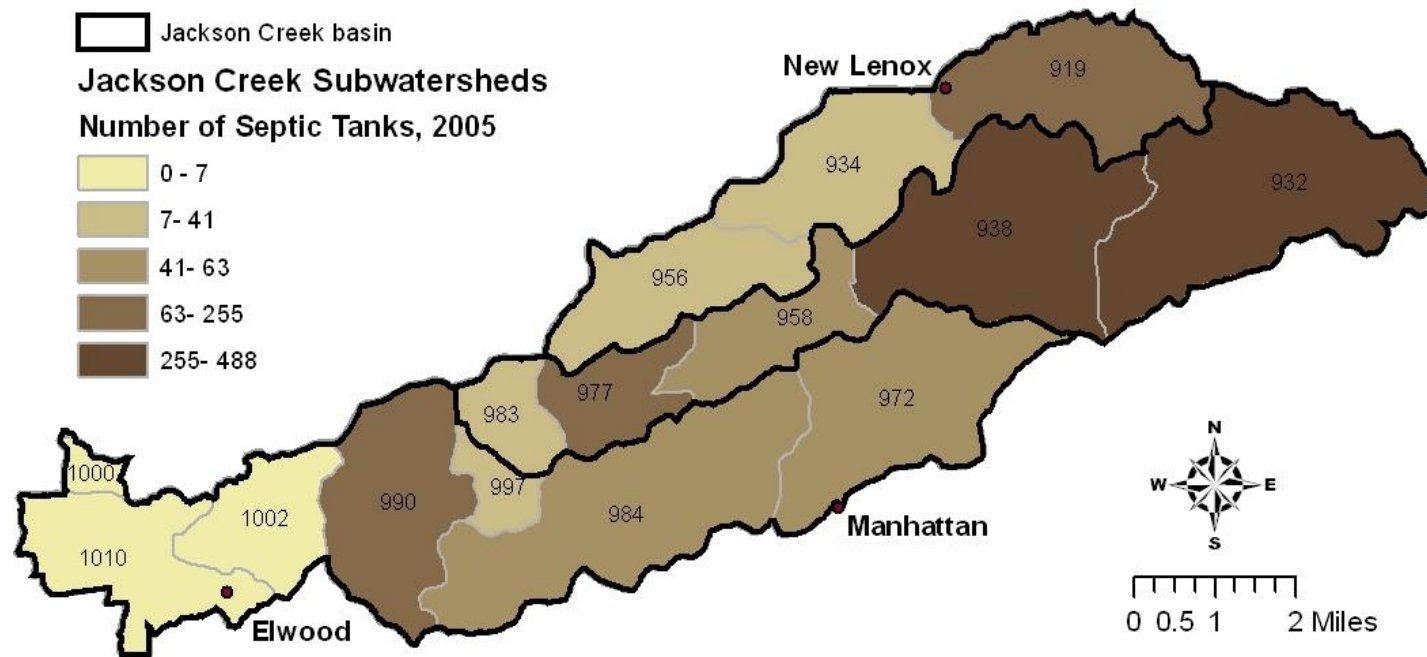 Jackson Creek basin
Jackson Creek Subwatersheds
Number of Septic Tanks, 2005
0 - 7
7- 41
41- 63
63- 255
255- 488
New Lenox
919
934
932
938
956
958
972
977
983
997
984
990
1000
1002
1010
Manhattan
Elwood
N
W E
S
0 0.5 1 2 Miles